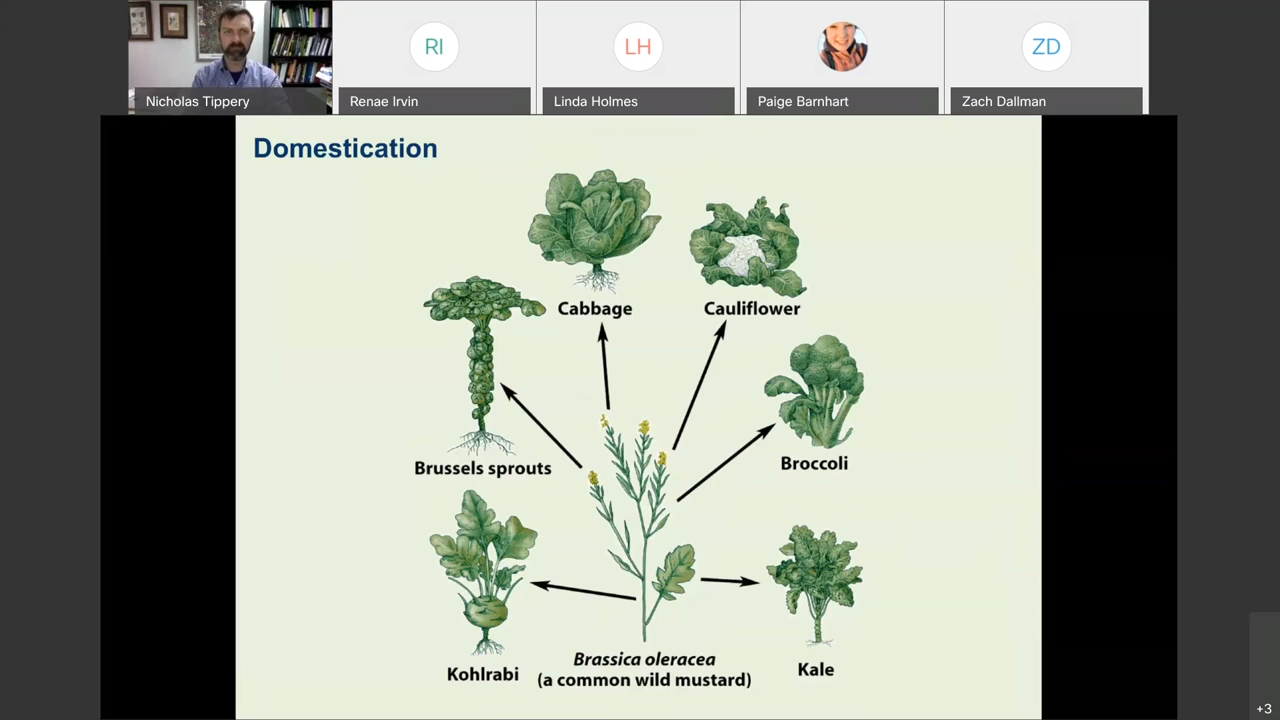 RI
LH
ZD
Nicholas Tippery
Renae Irvin
Linda Holmes
Paige Barnhart
Zach Dallman
Domestication
Cabbage
Cauliflower
Brussels sprouts
Broccoli
Kohlrabi
Brassica oleracea
(a common wild mustard)
Kale
+3